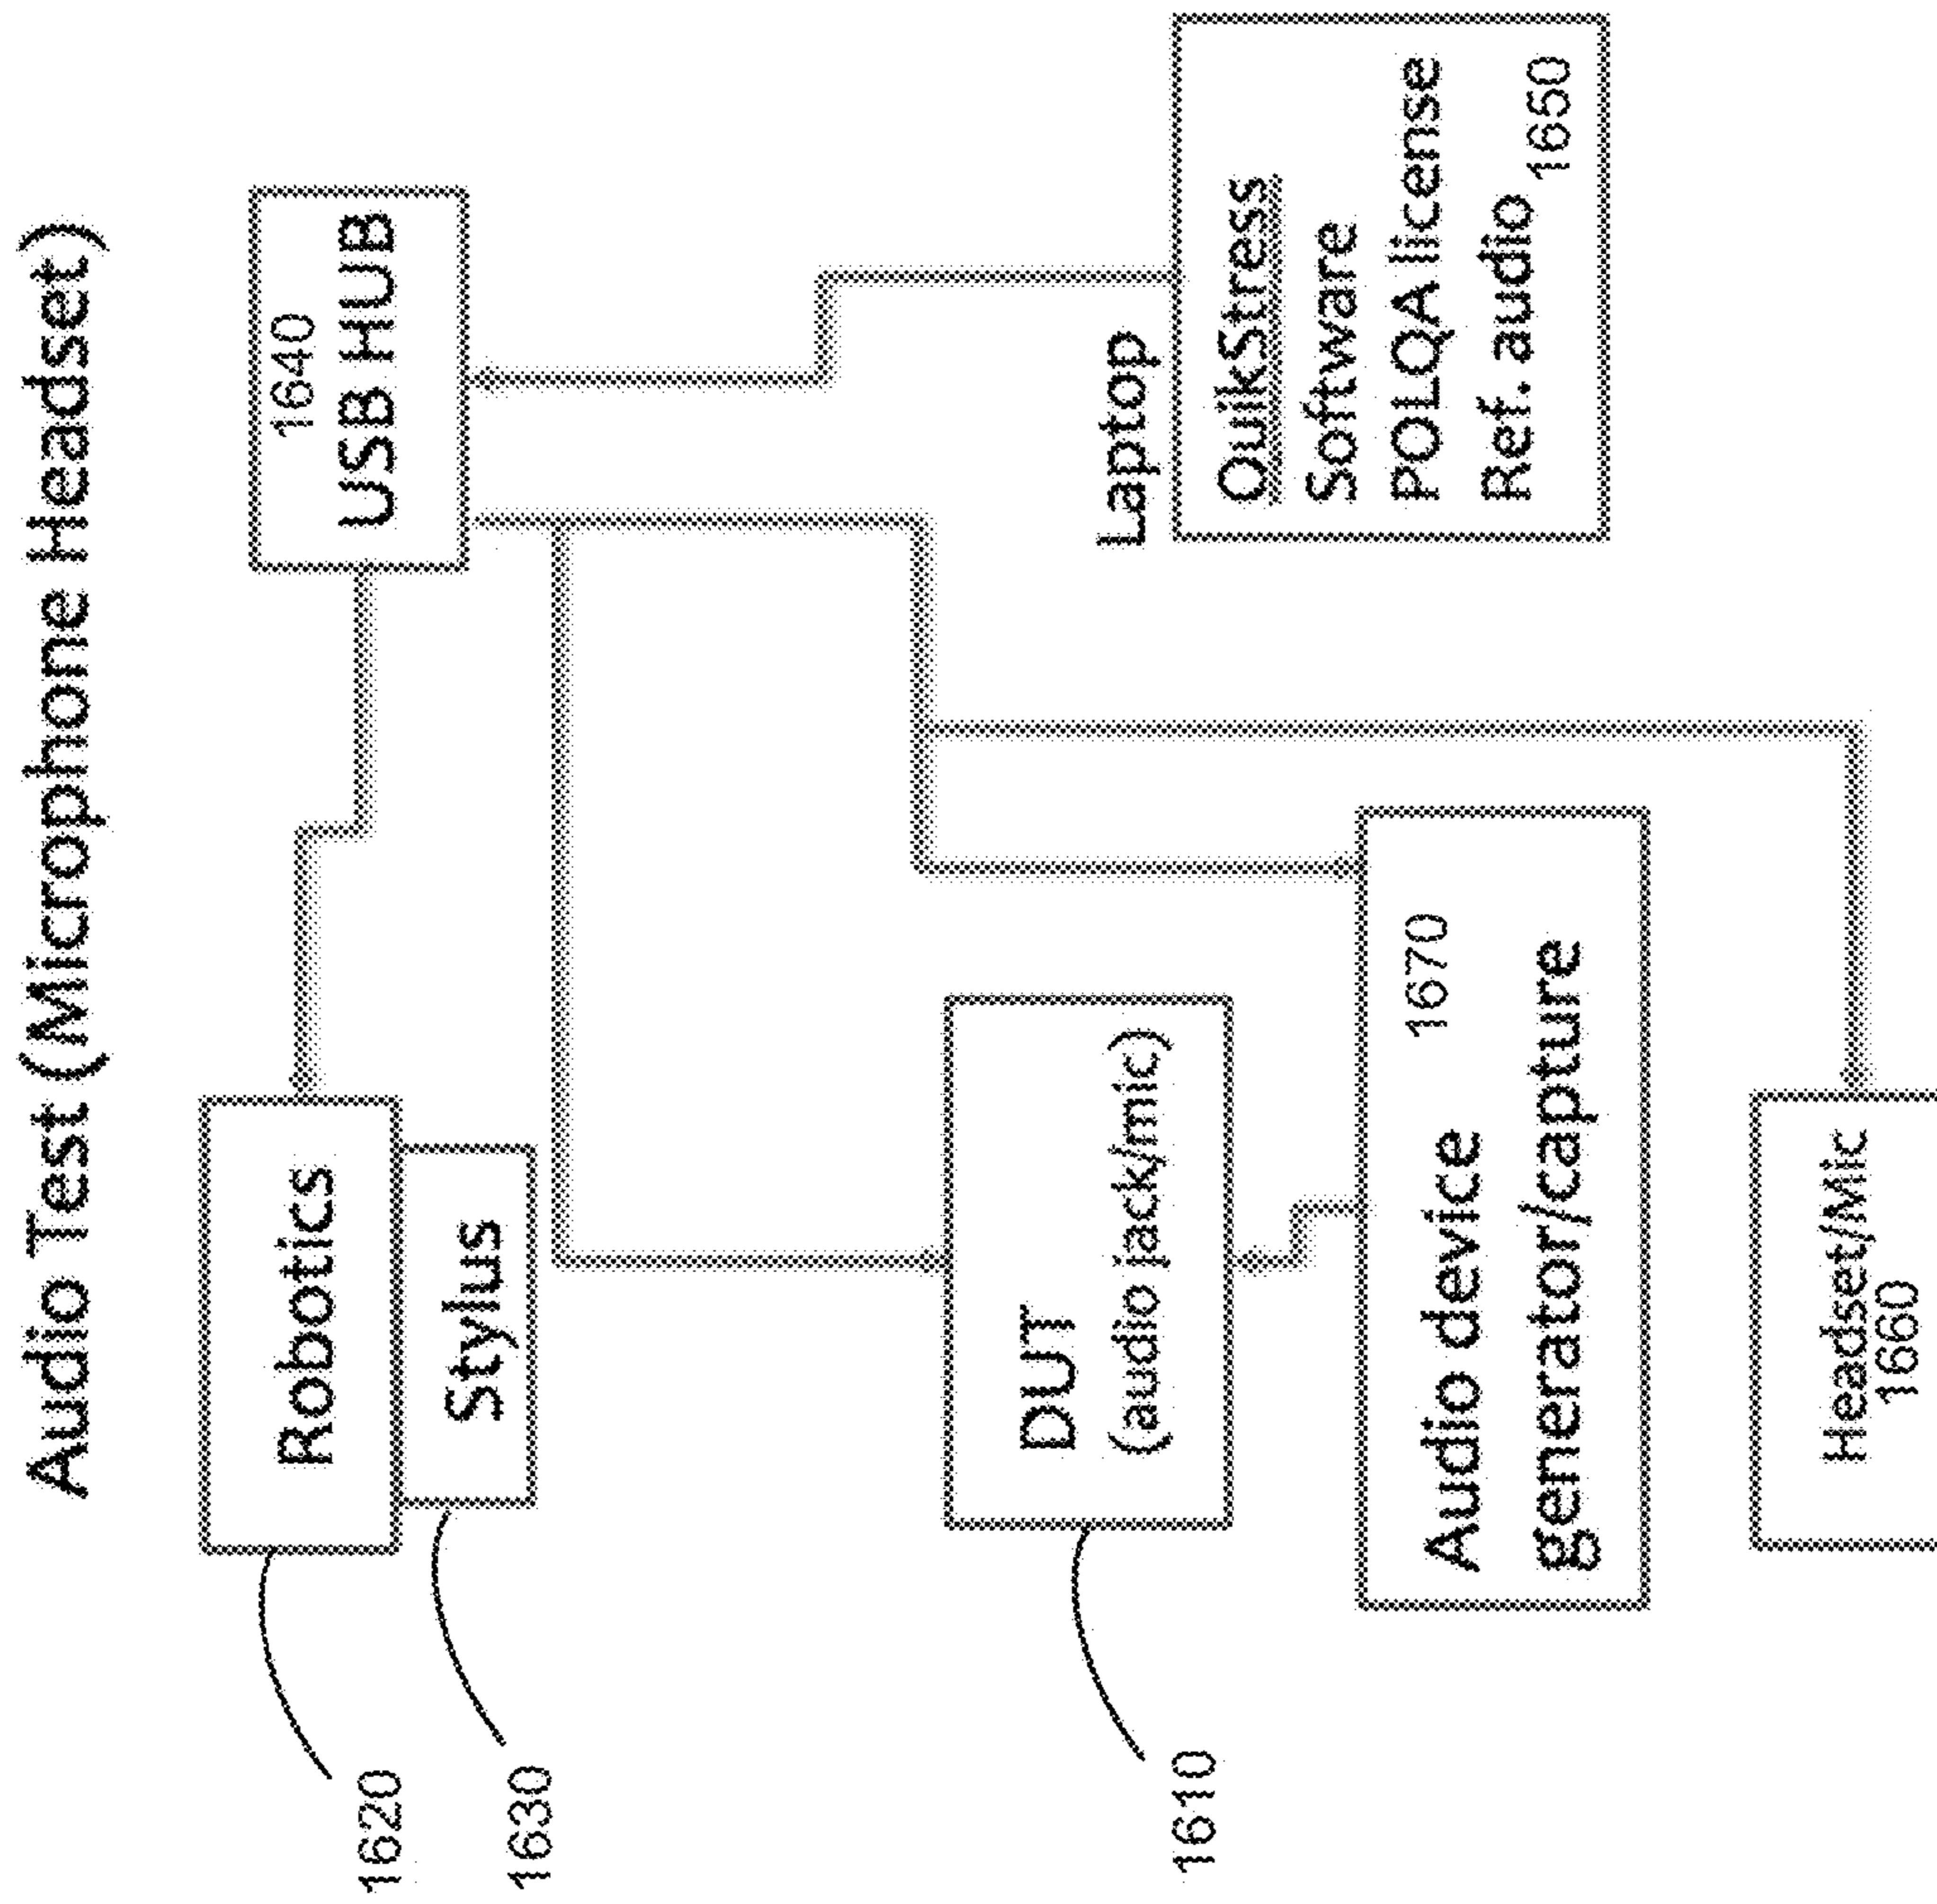 Audio Test (Microphone Headset)
1640
USB HUB
Robotics
Stylus
1620
1630
Laptop
QuikStress
Software
POLQA license
Ref. audio
1650
DUT
(audio jack/mic)
1610
1670
Audio device
generator/capture
Headset/Mic
1660